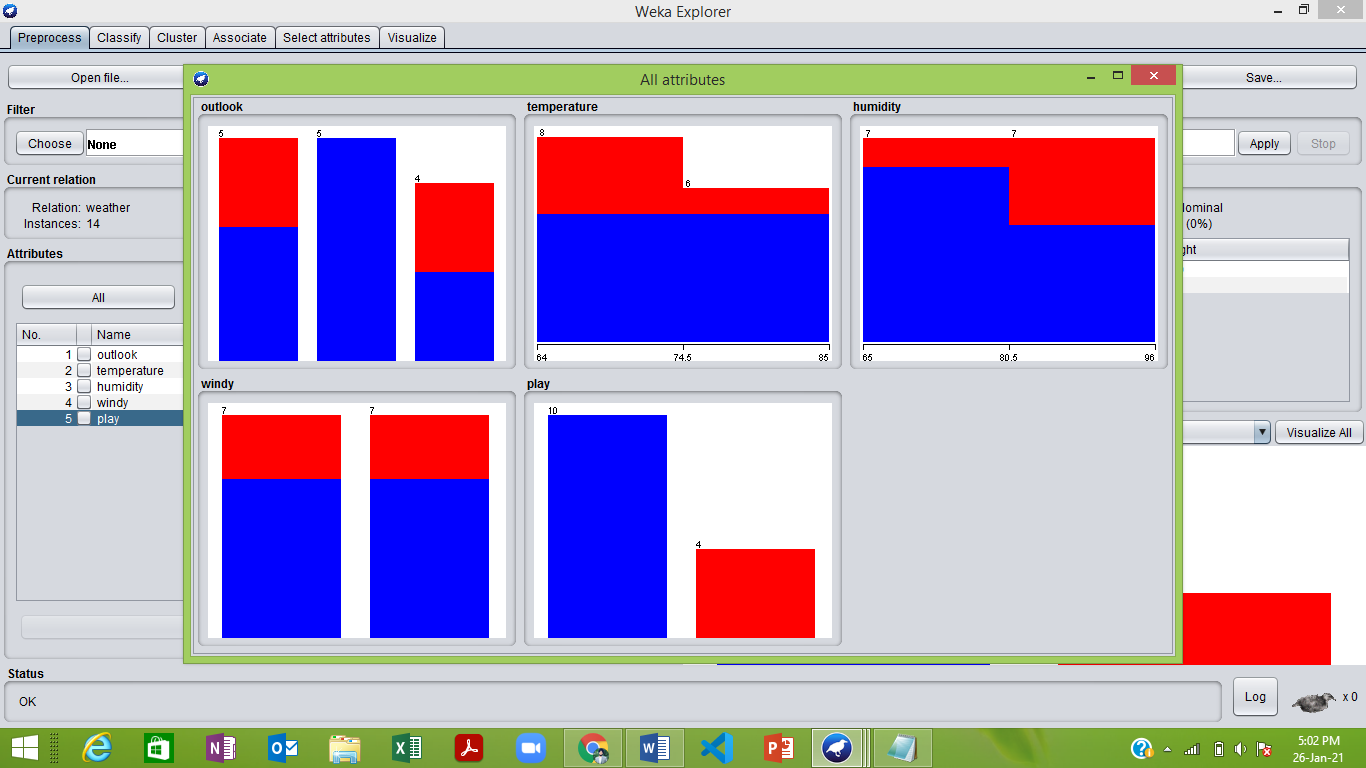 Weka Explorer
Preprocess Classify Cluster Associate Select attributes Visualize
Open file... Save...
All attributes
Filter
Choose None Apply Stop
Current relation
Relation: weather
Instances: 14
Attributes
All
No. Name
1 outlook
2 temperature
3 humidity
4 windy
5 play
outlook
5 5 4
temperature
8 6
64 74.5 85
humidity
7 7
65 80.5 96
windy
7 7
play
10 4
(0%)
Visualize All
Status
OK
Log
x 0
5:02 PM
26-Jan-21